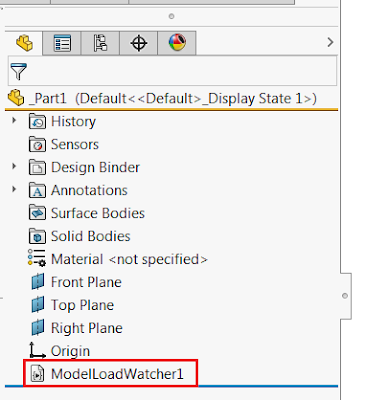 _Part1 (Default<<Default>_Display State 1>)
History
Sensors
Design Binder
Annotations
Surface Bodies
Solid Bodies
Material <not specified>
Front Plane
Top Plane
Right Plane
Origin
ModelLoadWatcher1